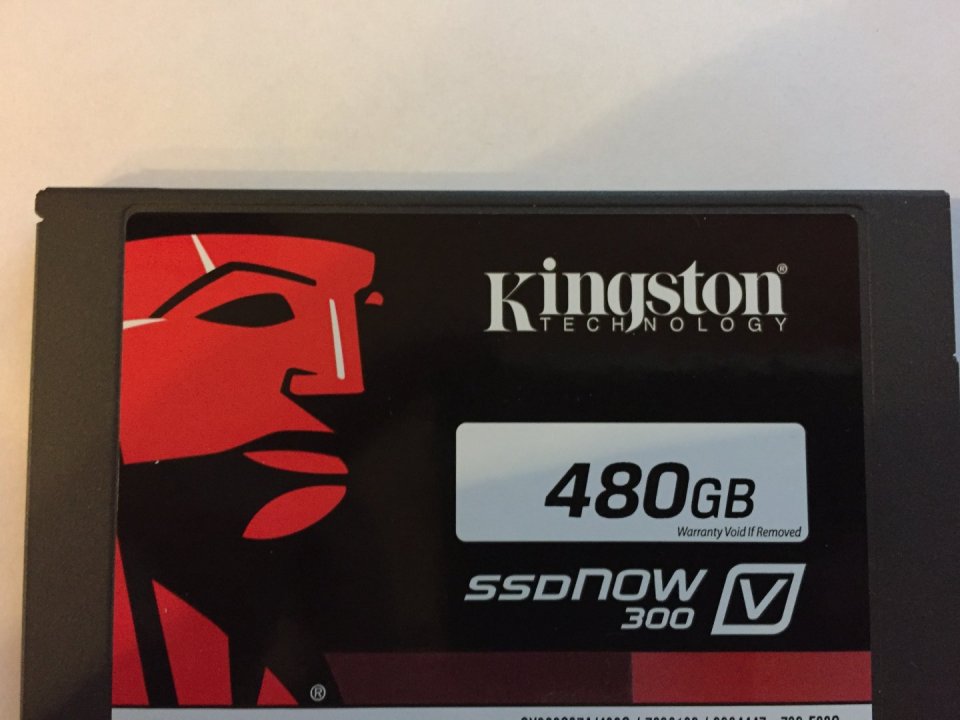 Kingston®
TECHNOLOGY
480GB
Warranty Void If Removed
SSDNOW
300
V
®